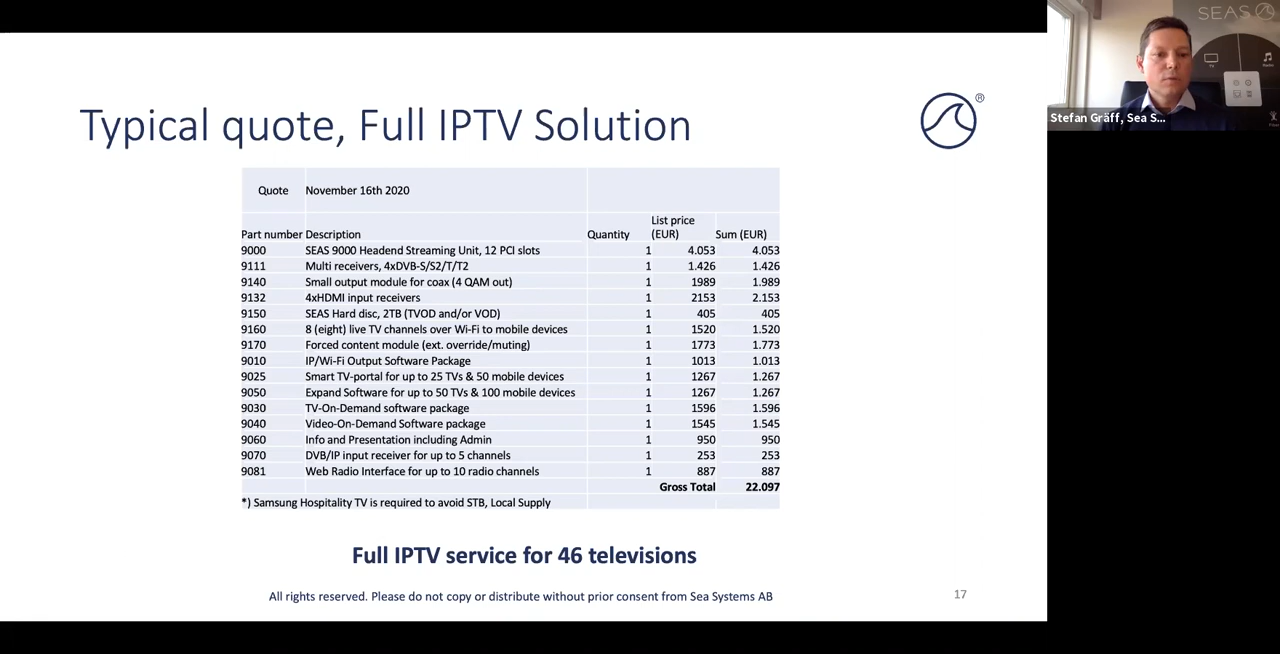 Typical quote, Full IPTV Solution
®
Quote November 16th 2020
Part number Description Quantity List price (EUR) Sum (EUR)
9000 SEAS 9000 Headend Streaming Unit, 12 PCI slots 1 4.053 4.053
9111 Multi receivers, 4xDVB-S/S2/T/T2 1 1.426 1.426
9140 Small output module for coax (4 QAM out) 1 1989 1.989
9132 4xHDMI input receivers 1 2153 2.153
9150 SEAS Hard disc, 2TB (TVOD and/or VOD) 1 405 405
9160 8 (eight) live TV channels over Wi-Fi to mobile devices 1 1520 1.520
9170 Forced content module (ext. override/muting) 1 1773 1.773
9010 IP/Wi-Fi Output Software Package 1 1013 1.013
9025 Smart TV-portal for up to 25 TVs & 50 mobile devices 1 1267 1.267
9050 Expand Software for up to 50 TVs & 100 mobile devices 1 1267 1.267
9030 TV-On-Demand software package 1 1596 1.596
9040 Video-On-Demand Software package 1 1545 1.545
9060 Info and Presentation including Admin 1 950 950
9070 DVB/IP input receiver for up to 5 channels 1 253 253
9081 Web Radio Interface for up to 10 radio channels 1 887 887
Gross Total 22.097
*) Samsung Hospitality TV is required to avoid STB, Local Supply
Full IPTV service for 46 televisions
All rights reserved. Please do not copy or distribute without prior consent from Sea Systems AB
17
SEAS
Stefan Gräff, Sea S...